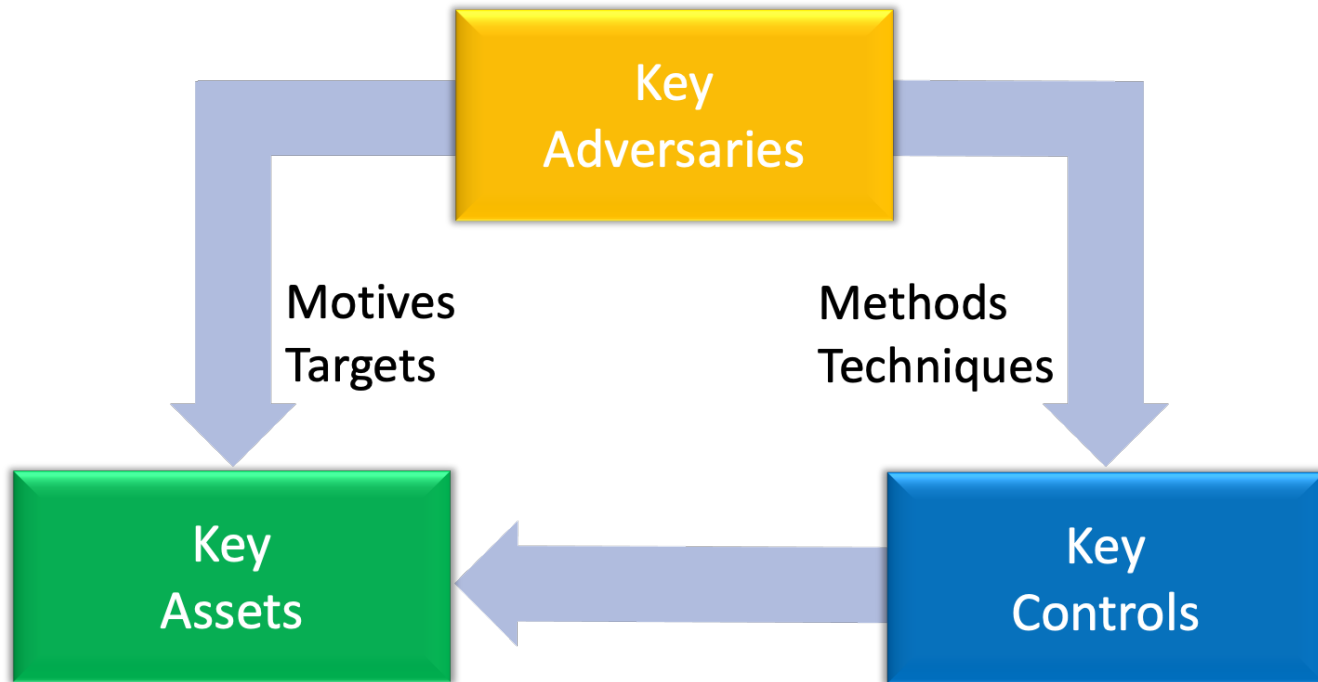 Key
Adversaries
Motives
Targets
Methods
Techniques
Key
Assets
Key
Controls